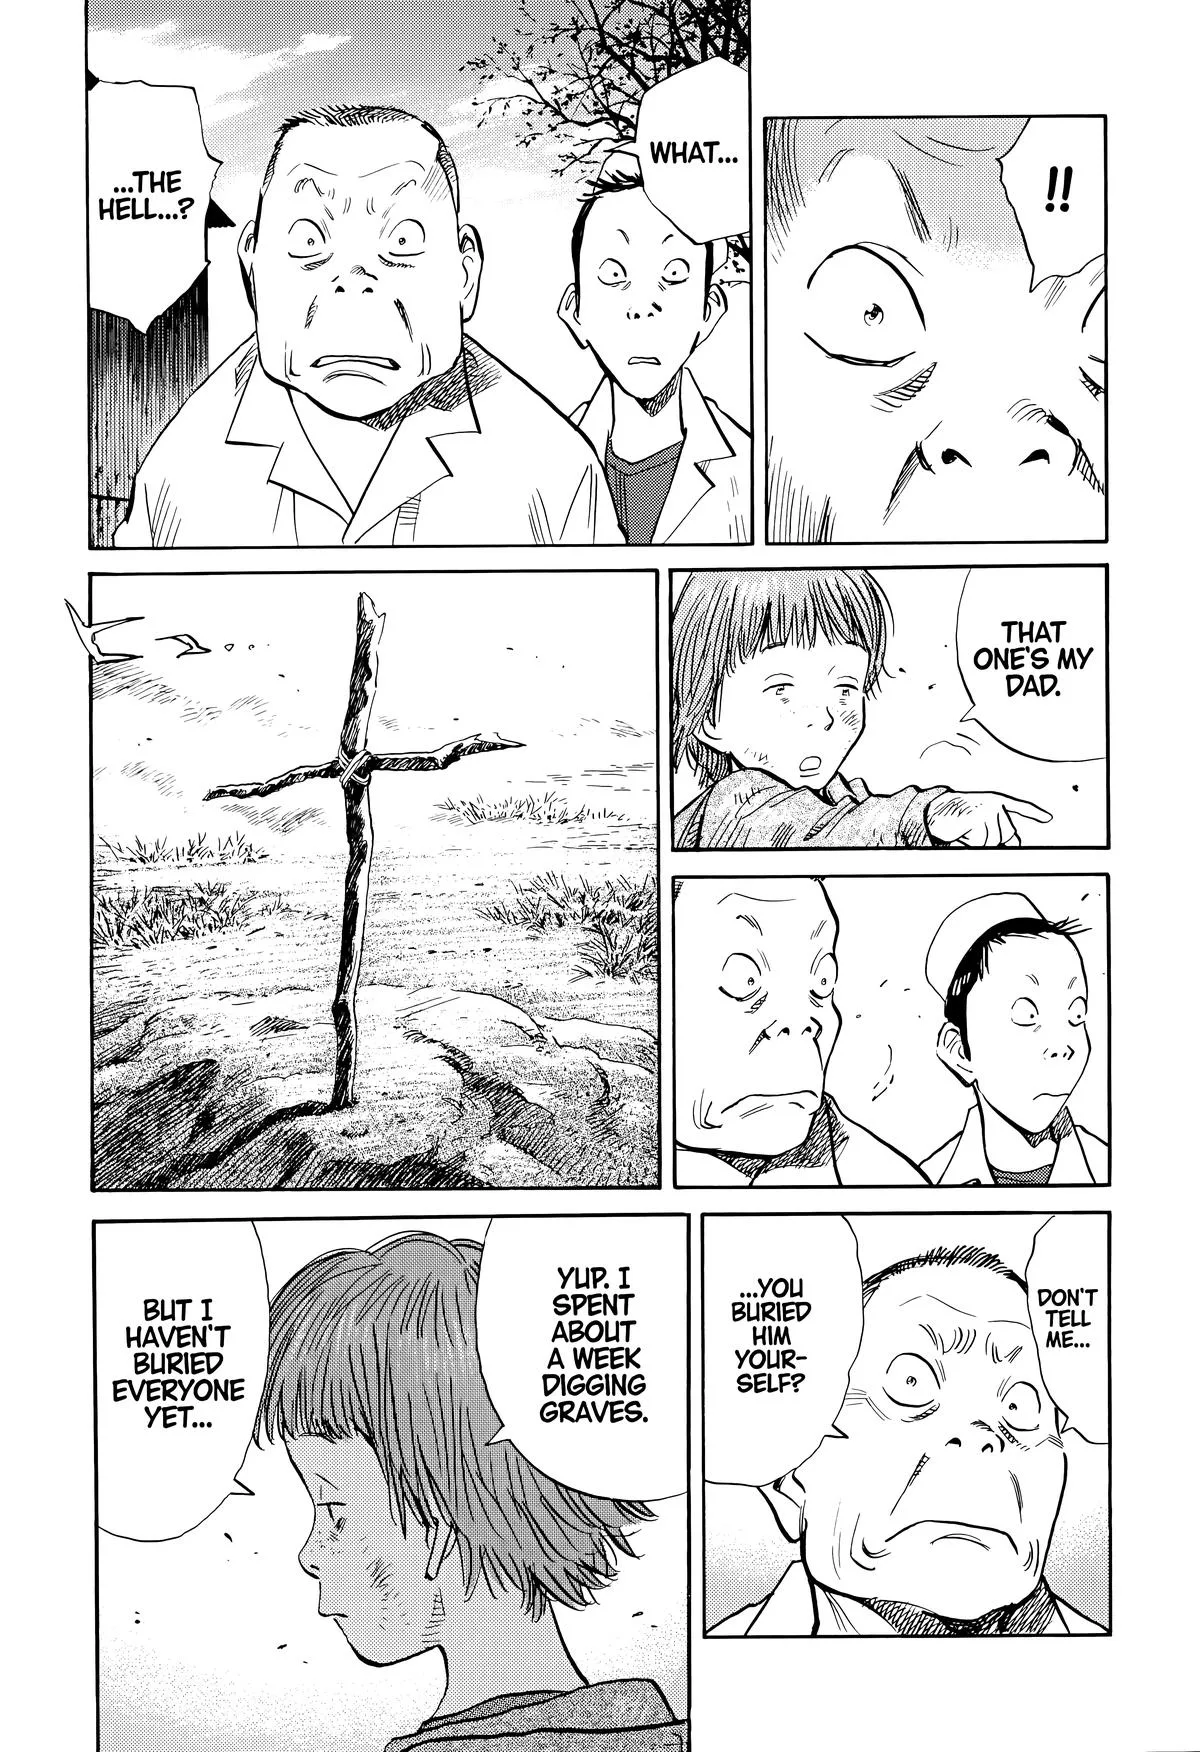 !!
WHAT...
...THE
HELL...?
THAT
ONE'S MY
DAD.
DON'T
TELL
ME...
...YOU
BURIED
HIM
YOUR-
SELF?
YUP. I
SPENT
ABOUT
A WEEK
DIGGING
GRAVES.
BUT I
HAVEN'T
BURIED
EVERYONE
YET...